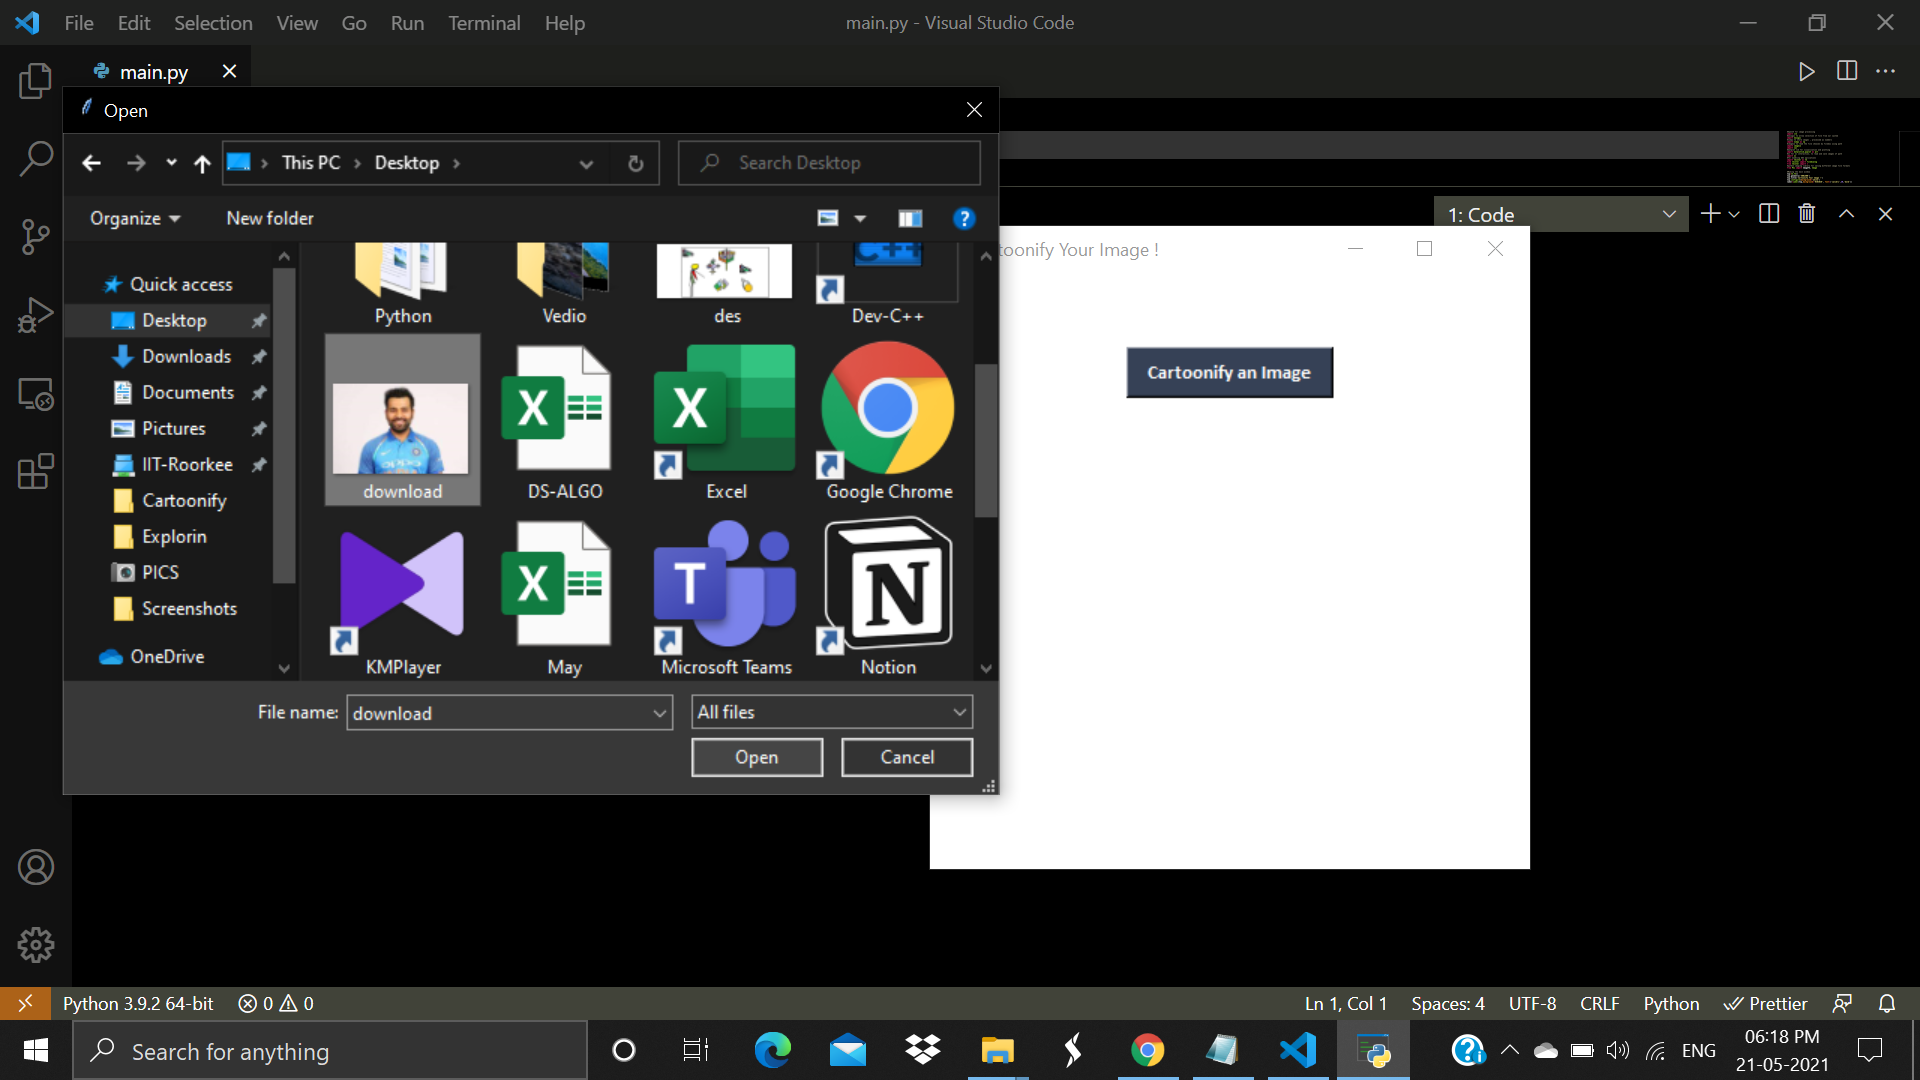 File Edit Selection View Go Run Terminal Help
main.py - Visual Studio Code
main.py
Open
This PC > Desktop >
Search Desktop
Organize
New folder
?
1: Code
Quick access
Desktop
Downloads
Documents
Pictures
IIT-Roorkee
Cartoonify
Explorin
PICS
Screenshots
OneDrive
C++
Python
Vedio
des
Dev-C++
oppo
download
X
DS-ALGO
X
Excel
Google Chrome
KMPlayer
X
May
T
Microsoft Teams
N
Notion
File name: download
All files
Open
Cancel
toonify Your Image !
Cartoonify an Image
Python 3.9.2 64-bit
0
0
Ln 1, Col 1
Spaces: 4
UTF-8
CRLF
Python
Prettier
Search for anything
ENG
06:18 PM
21-05-2021